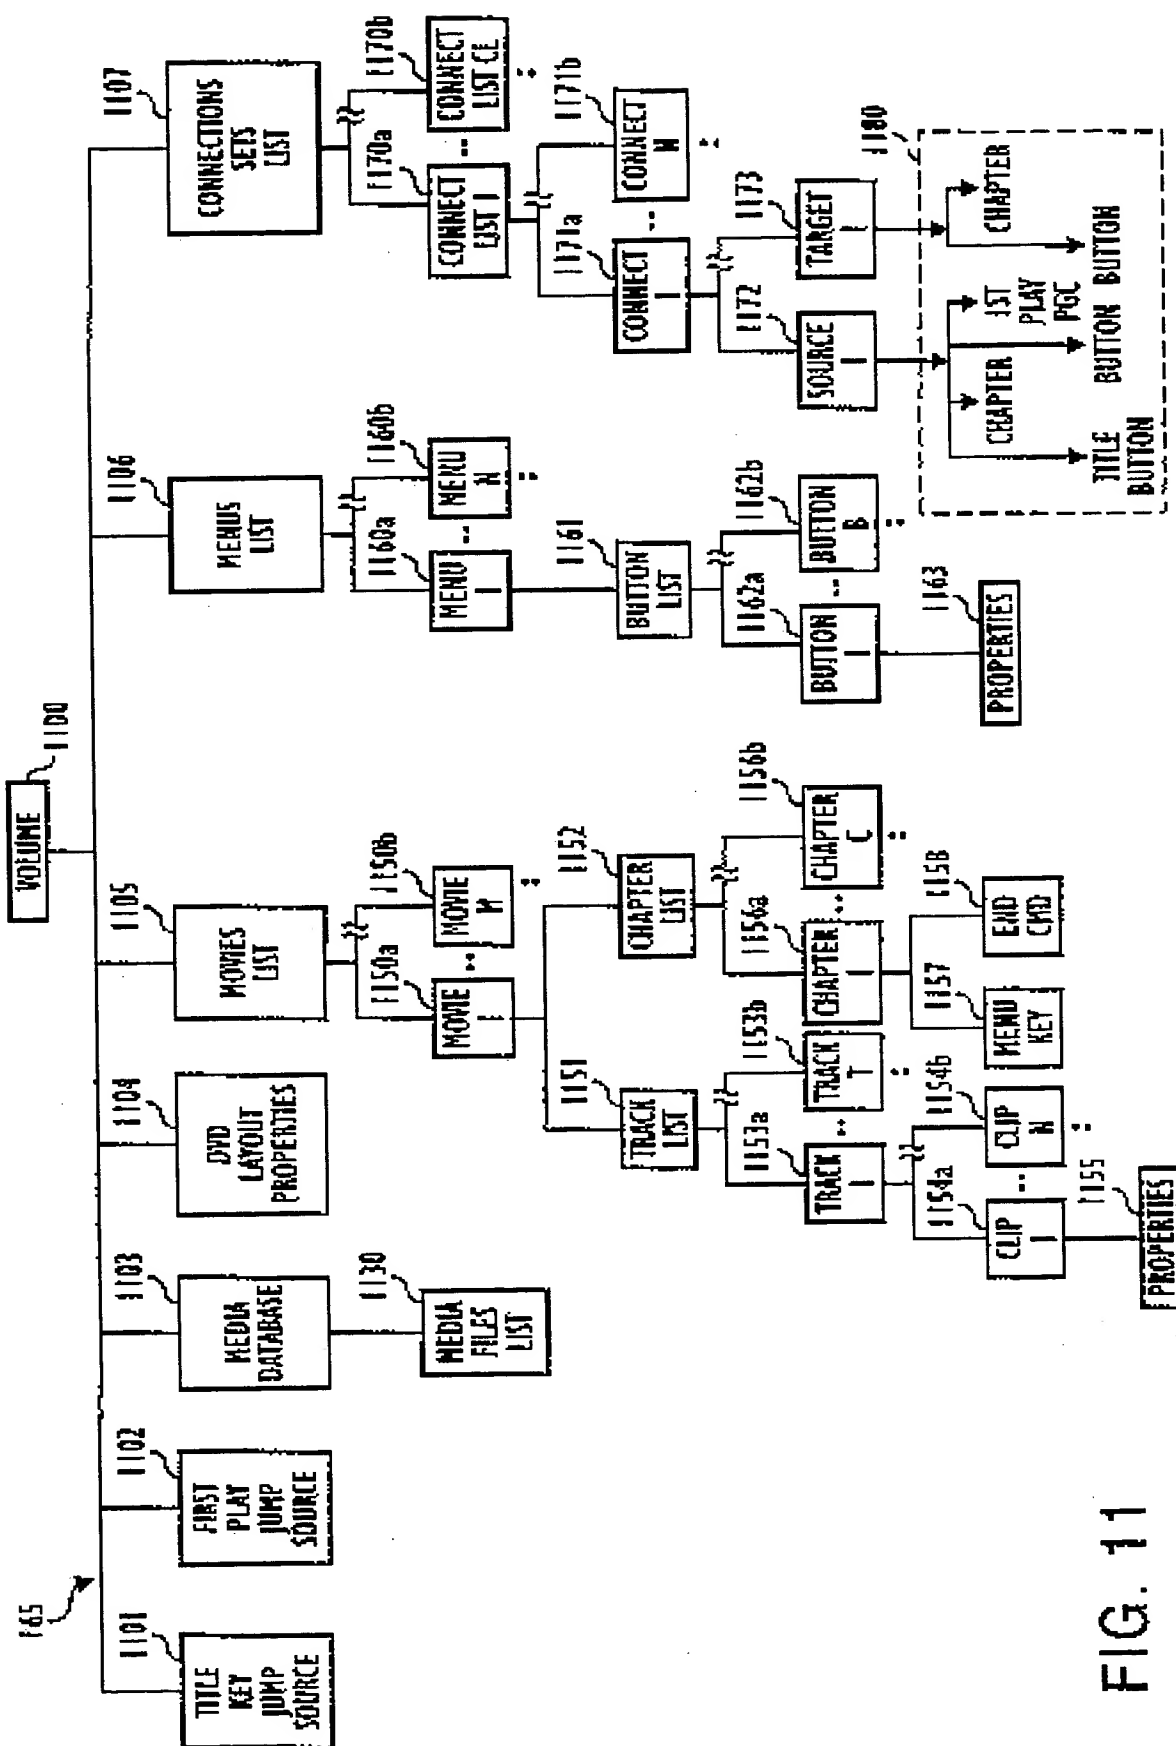 VOLUME
1100
165
1101
TITLE
KEY
JUMP
SOURCE
1102
FIRST
PLAY
JUMP
SOURCE
1103
MEDIA
DATABASE
1104
DVD
LAYOUT
PROPERTIES
1105
MOVIES
LIST
1106
MENUS
LIST
1107
CONNECTIONS
SETS
LIST
1130
MEDIA
FILES
LIST
1150a
MOVIE
1
1150b
MOVIE
M
1160a
MENU
1
1160b
MENU
N
1170a
CONNECT
LIST 1
1170b
CONNECT
LIST CL
1151
TRACK
LIST
1152
CHAPTER
LIST
1161
BUTTON
LIST
1171a
CONNECT
1
1171b
CONNECT
M
1153a
TRACK
1
1153b
TRACK
T
1156a
CHAPTER
1
1156b
CHAPTER
C
1162a
BUTTON
1
1162b
BUTTON
B
1172
SOURCE
1
1173
TARGET
1
1154a
CLIP
1
1154b
CLIP
N
1157
MENU
KEY
1158
END
CMD
1163
PROPERTIES
1180
CHAPTER
1ST
PLAY
PGC
CHAPTER
TITLE
BUTTON
BUTTON
BUTTON
1155
PROPERTIES
FIG. 11